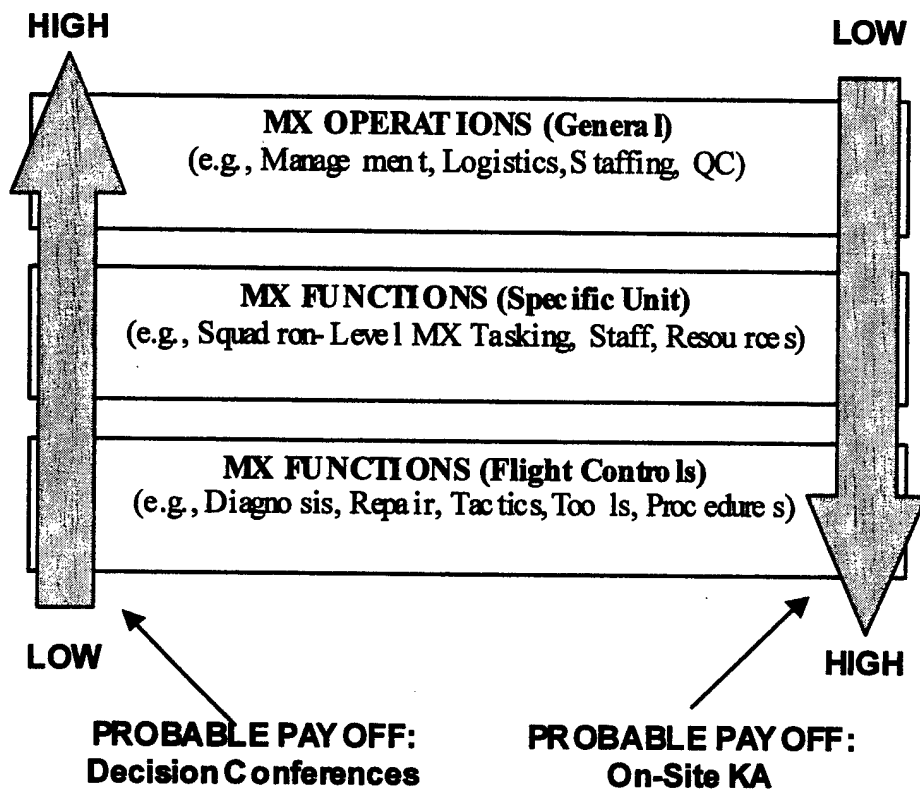 HIGH
LOW
MX OPERATIONS (General)
(e.g., Management, Logistics, Staffing, QC)
MX FUNCTIONS (Specific Unit)
(e.g., Squadron-Level MX Tasking, Staff, Resources)
MX FUNCTIONS (Flight Controls)
(e.g., Diagnosis, Repair, Tactics, Tools, Procedures)
LOW
HIGH
PROBABLE PAYOFF:
Decision Conferences
PROBABLE PAYOFF:
On-Site KA